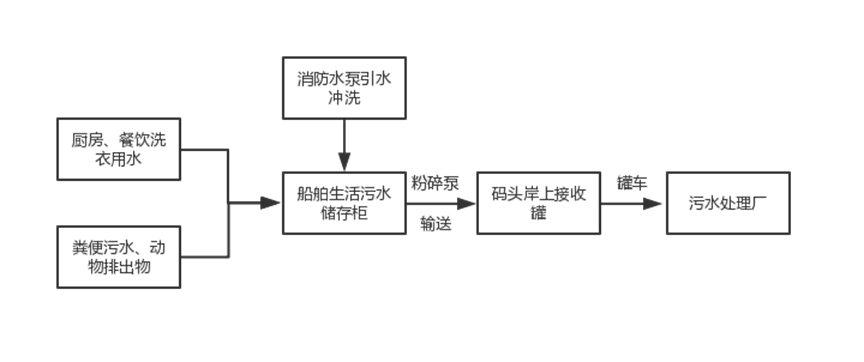 消防水泵引水
冲洗
厨房、餐饮洗
衣用水
船舶生活污水
储存柜
粉碎泵
输送
码头岸上接收
罐
罐车
污水处理厂
粪便污水、动
物排出物